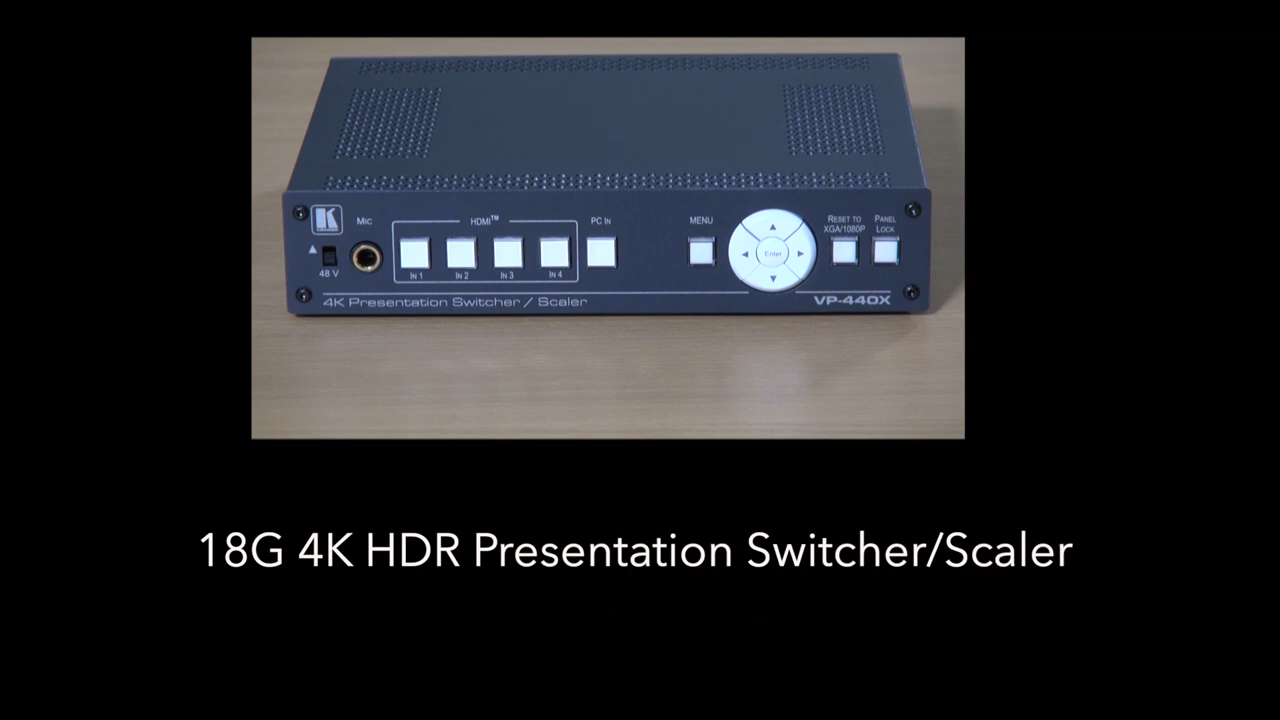 K
KRAMER
MIC
HDMI™
PC IN
MENU
RESET TO
XGA/1080P
PANEL
LOCK
48 V
IN 1
IN 2
IN 3
IN 4
Enter
4K Presentation Switcher / Scaler
VP-440X
18G 4K HDR Presentation Switcher/Scaler